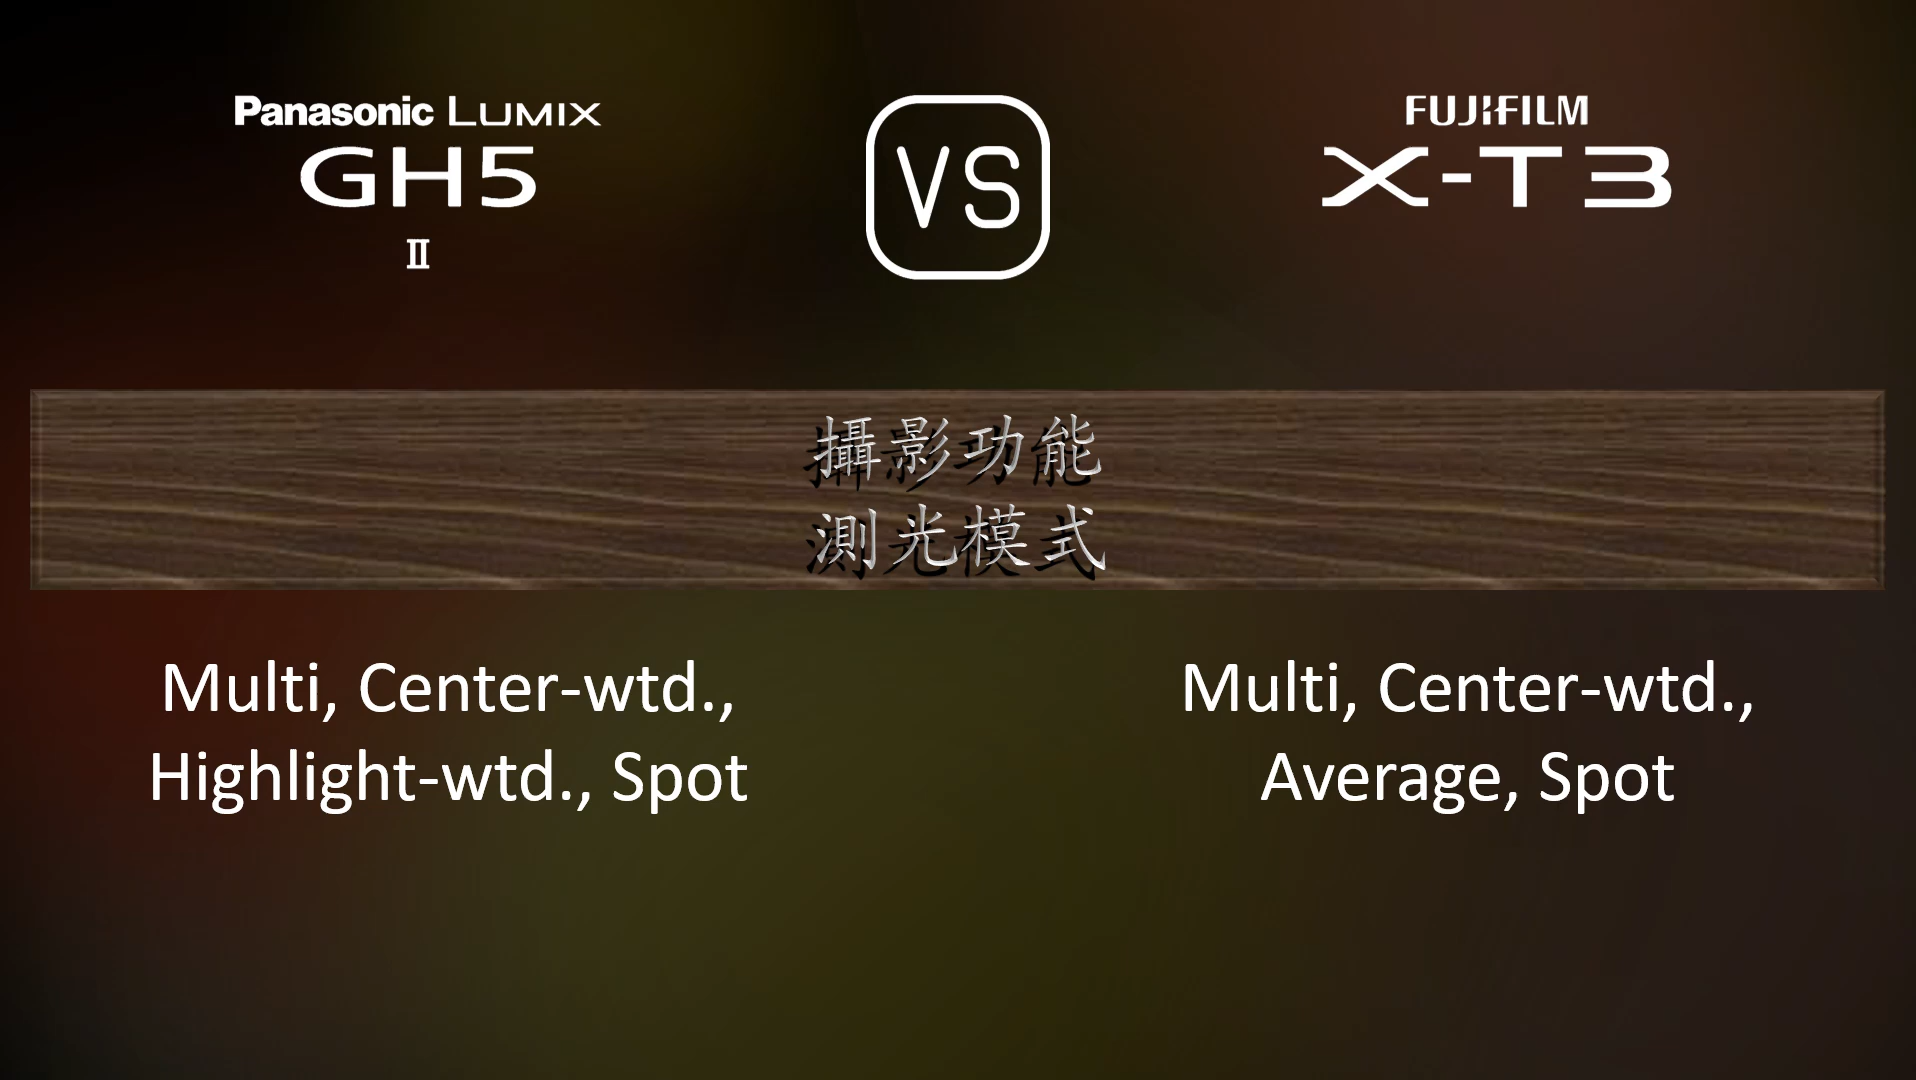 Panasonic LUMIX
GH5
II
VS
FUJIFILM
X-T3
攝影功能
測光模式
Multi, Center-wtd.,
Highlight-wtd., Spot
Multi, Center-wtd.,
Average, Spot